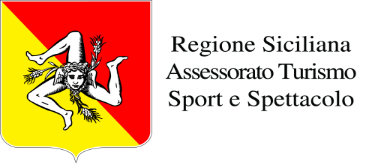 Regione Siciliana
Assessorato Turismo
Sport e Spettacolo